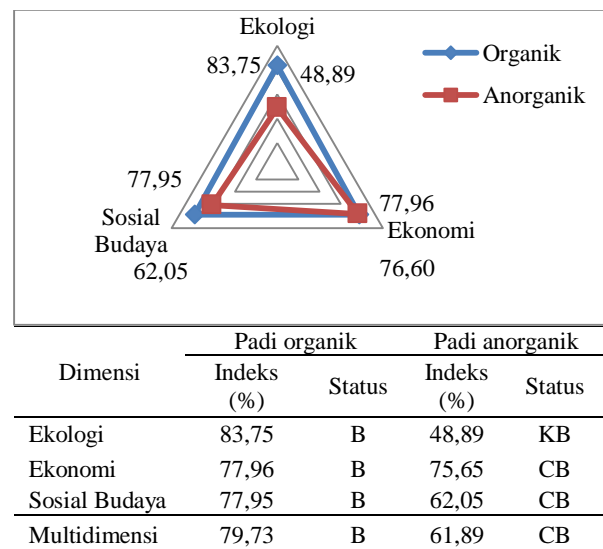 Ekologi
83,75 48,89
Organik
Anorganik
77,95 77,96
Sosial Budaya Ekonomi
62,05 76,60
Dimensi Padi organik Padi anorganik
Indeks (%) Status Indeks (%) Status
Ekologi 83,75 B 48,89 KB
Ekonomi 77,96 B 75,65 CB
Sosial Budaya 77,95 B 62,05 CB
Multidimensi 79,73 B 61,89 CB